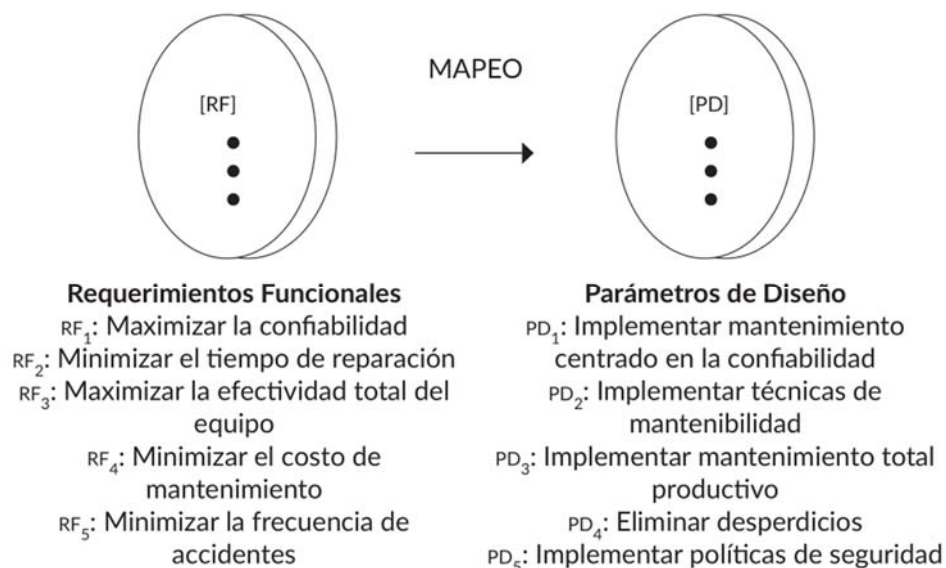 MAPEO
[RF]
[PD]
Requerimientos Funcionales
RF1: Maximizar la confiabilidad
RF2: Minimizar el tiempo de reparación
RF3: Maximizar la efectividad total del
equipo
RF4: Minimizar el costo de
mantenimiento
RF5: Minimizar la frecuencia de
accidentes
Parámetros de Diseño
PD1: Implementar mantenimiento
centrado en la confiabilidad
PD2: Implementar técnicas de
mantenibilidad
PD3: Implementar mantenimiento total
productivo
PD4: Eliminar desperdicios
PD5: Implementar políticas de seguridad